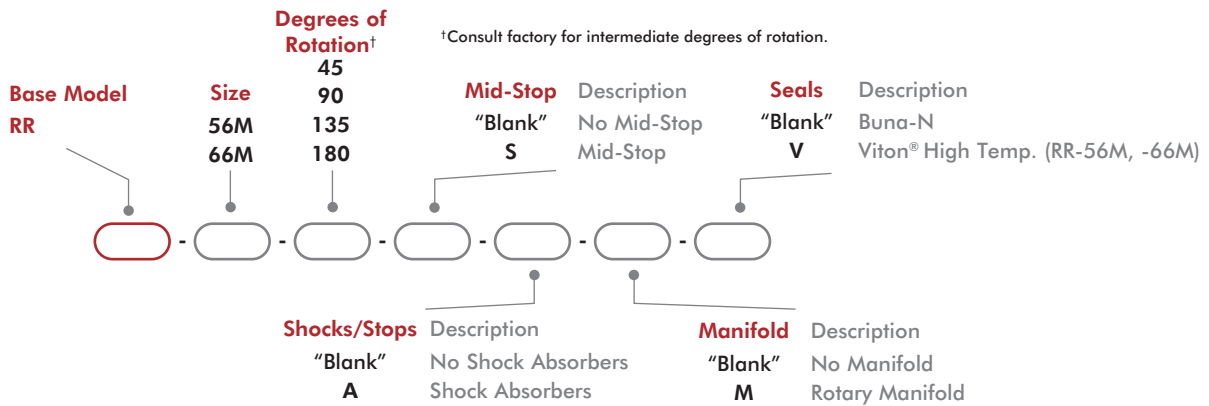 Degrees of
Rotation†
†Consult factory for intermediate degrees of rotation.
45
90
135
180
Base Model
RR
Size
56M
66M
Mid-Stop Description
"Blank" No Mid-Stop
S Mid-Stop
Seals Description
"Blank" Buna-N
V Viton® High Temp. (RR-56M, -66M)
- - - - - -
Shocks/Stops Description
"Blank" No Shock Absorbers
A Shock Absorbers
Manifold Description
"Blank" No Manifold
M Rotary Manifold